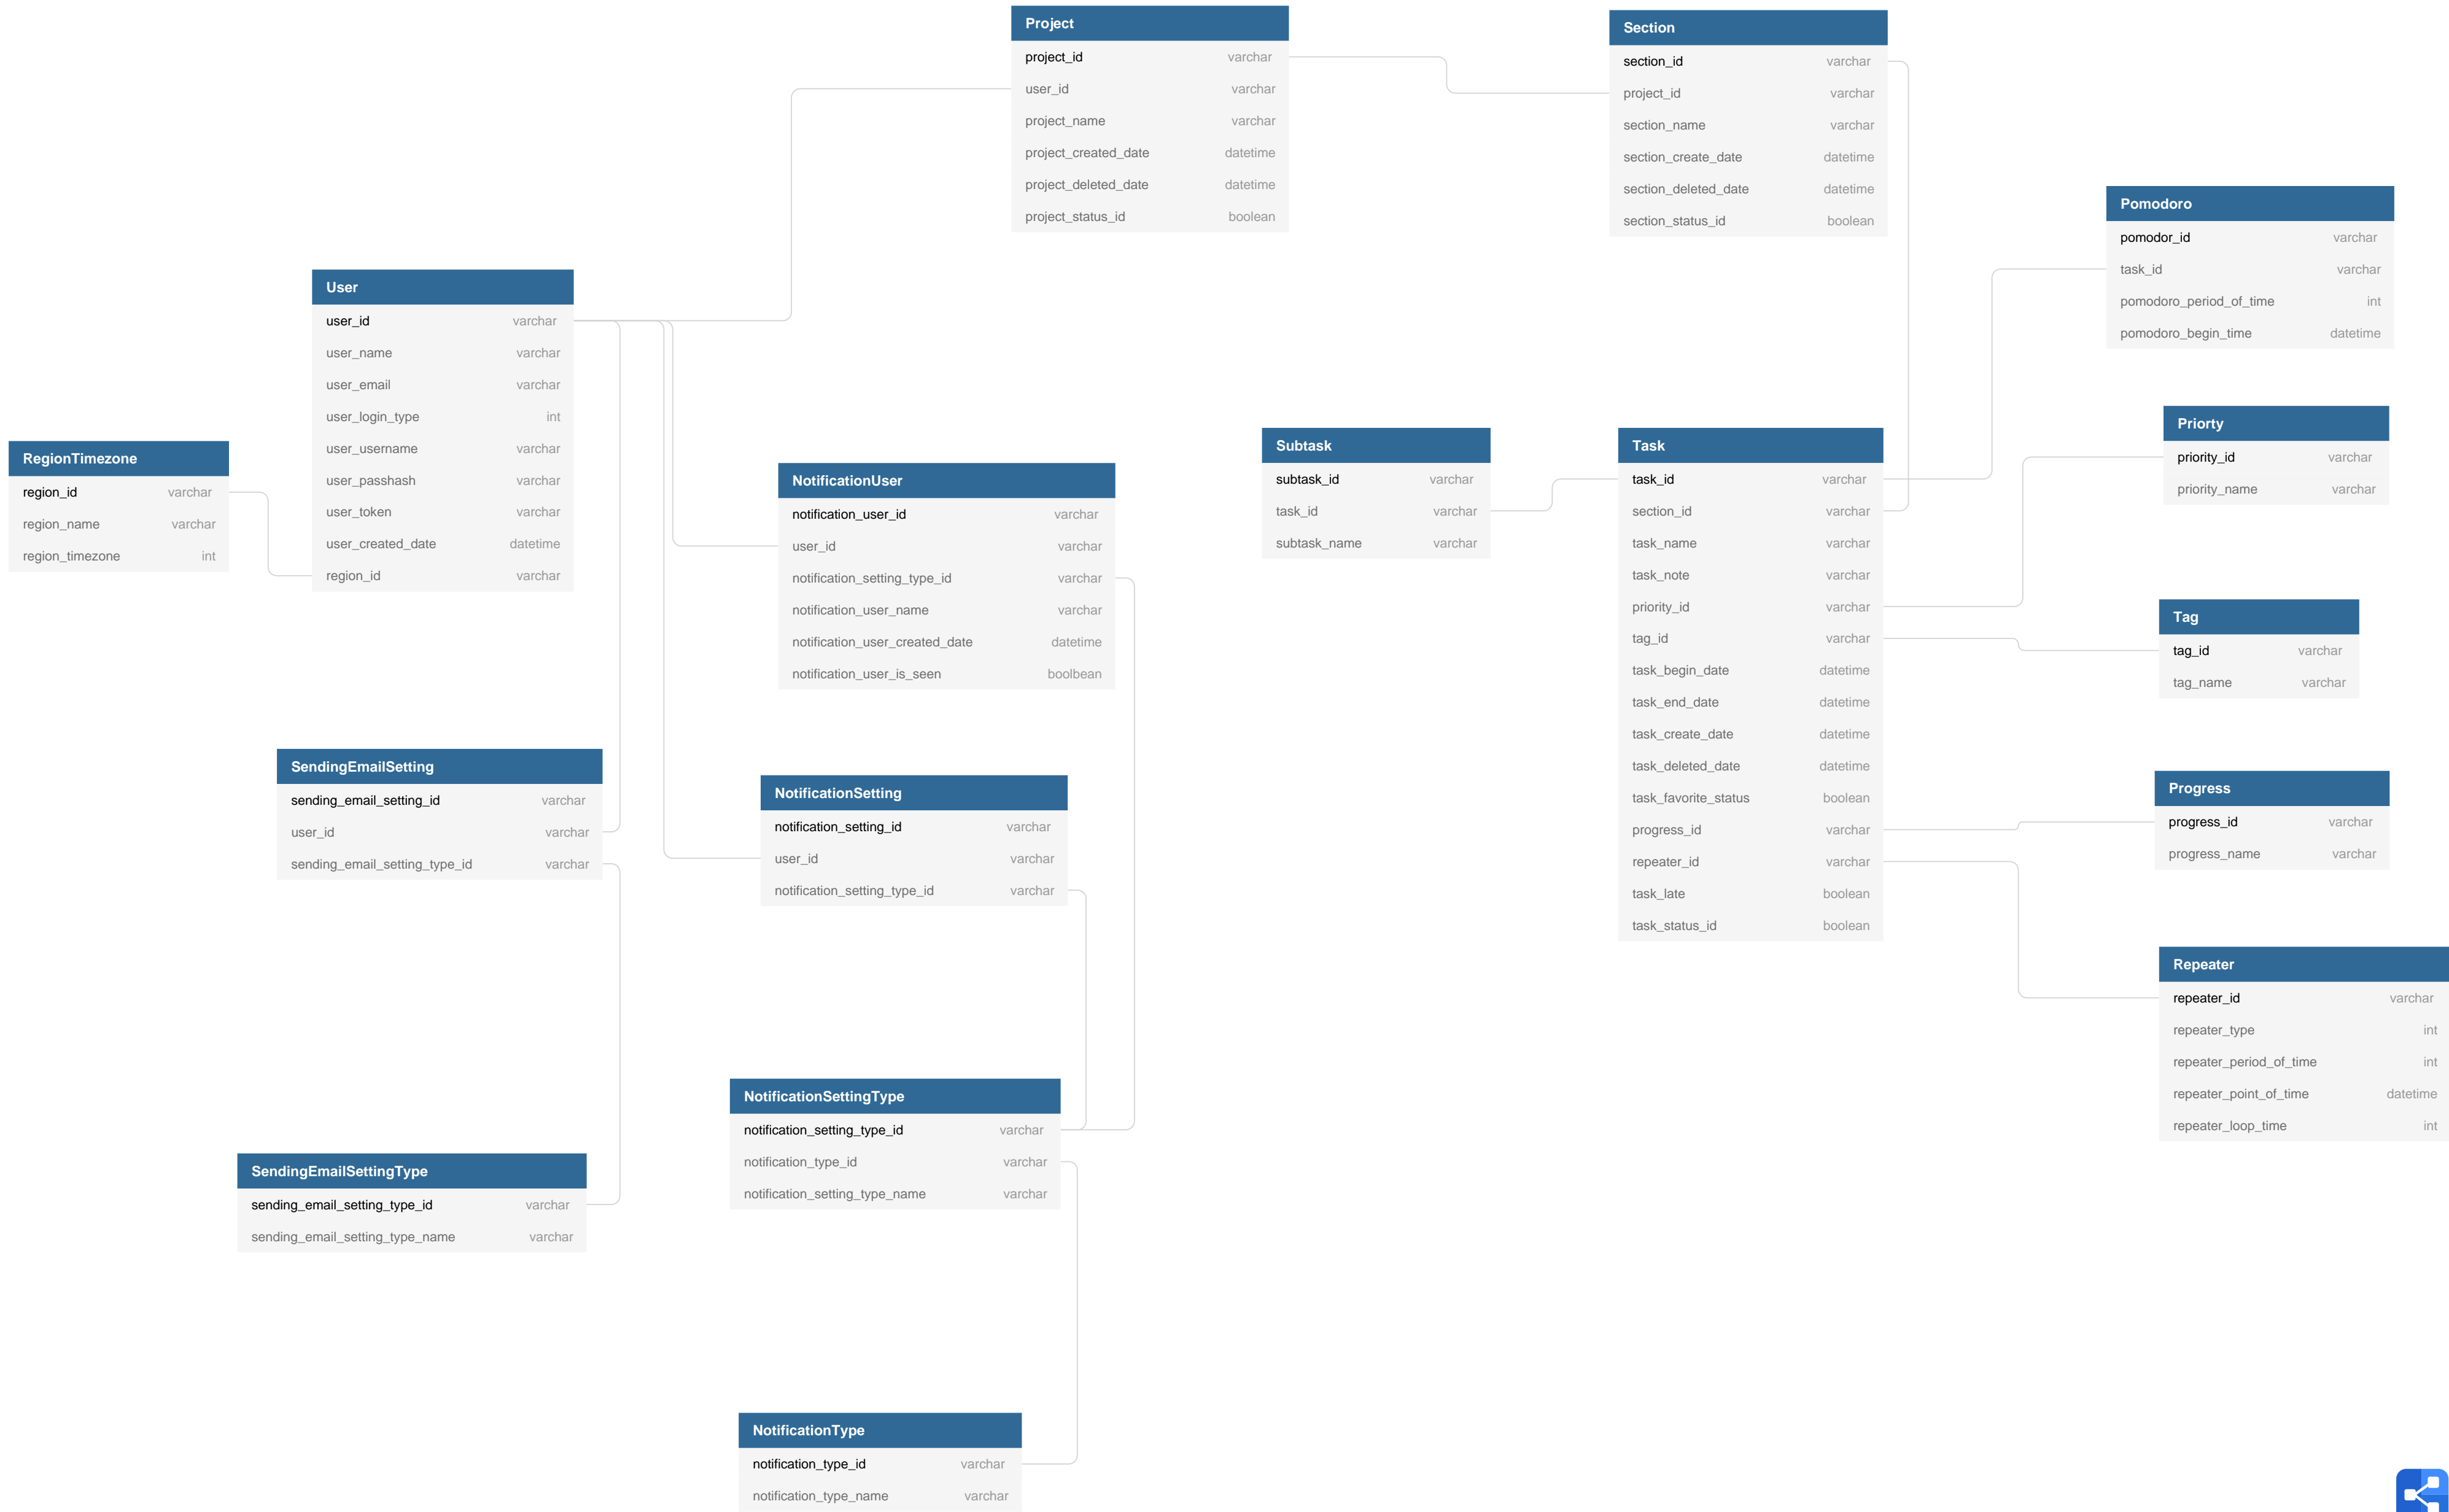 Project
project_id varchar
user_id varchar
project_name varchar
project_created_date datetime
project_deleted_date datetime
project_status_id boolean
Section
section_id varchar
project_id varchar
section_name varchar
section_create_date datetime
section_deleted_date datetime
section_status_id boolean
Pomodoro
pomodor_id varchar
task_id varchar
pomodoro_period_of_time int
pomodoro_begin_time datetime
User
user_id varchar
user_name varchar
user_email varchar
user_login_type int
user_username varchar
user_passhash varchar
user_token varchar
user_created_date datetime
region_id varchar
RegionTimezone
region_id varchar
region_name varchar
region_timezone int
NotificationUser
notification_user_id varchar
user_id varchar
notification_setting_type_id varchar
notification_user_name varchar
notification_user_created_date datetime
notification_user_is_seen boolbean
Subtask
subtask_id varchar
task_id varchar
subtask_name varchar
Task
task_id varchar
section_id varchar
task_name varchar
task_note varchar
priority_id varchar
tag_id varchar
task_begin_date datetime
task_end_date datetime
task_create_date datetime
task_deleted_date datetime
task_favorite_status boolean
progress_id varchar
repeater_id varchar
task_late boolean
task_status_id boolean
Priorty
priority_id varchar
priority_name varchar
Tag
tag_id varchar
tag_name varchar
Progress
progress_id varchar
progress_name varchar
Repeater
repeater_id varchar
repeater_type int
repeater_period_of_time int
repeater_point_of_time datetime
repeater_loop_time int
SendingEmailSetting
sending_email_setting_id varchar
user_id varchar
sending_email_setting_type_id varchar
NotificationSetting
notification_setting_id varchar
user_id varchar
notification_setting_type_id varchar
NotificationSettingType
notification_setting_type_id varchar
notification_type_id varchar
notification_setting_type_name varchar
SendingEmailSettingType
sending_email_setting_type_id varchar
sending_email_setting_type_name varchar
NotificationType
notification_type_id varchar
notification_type_name varchar